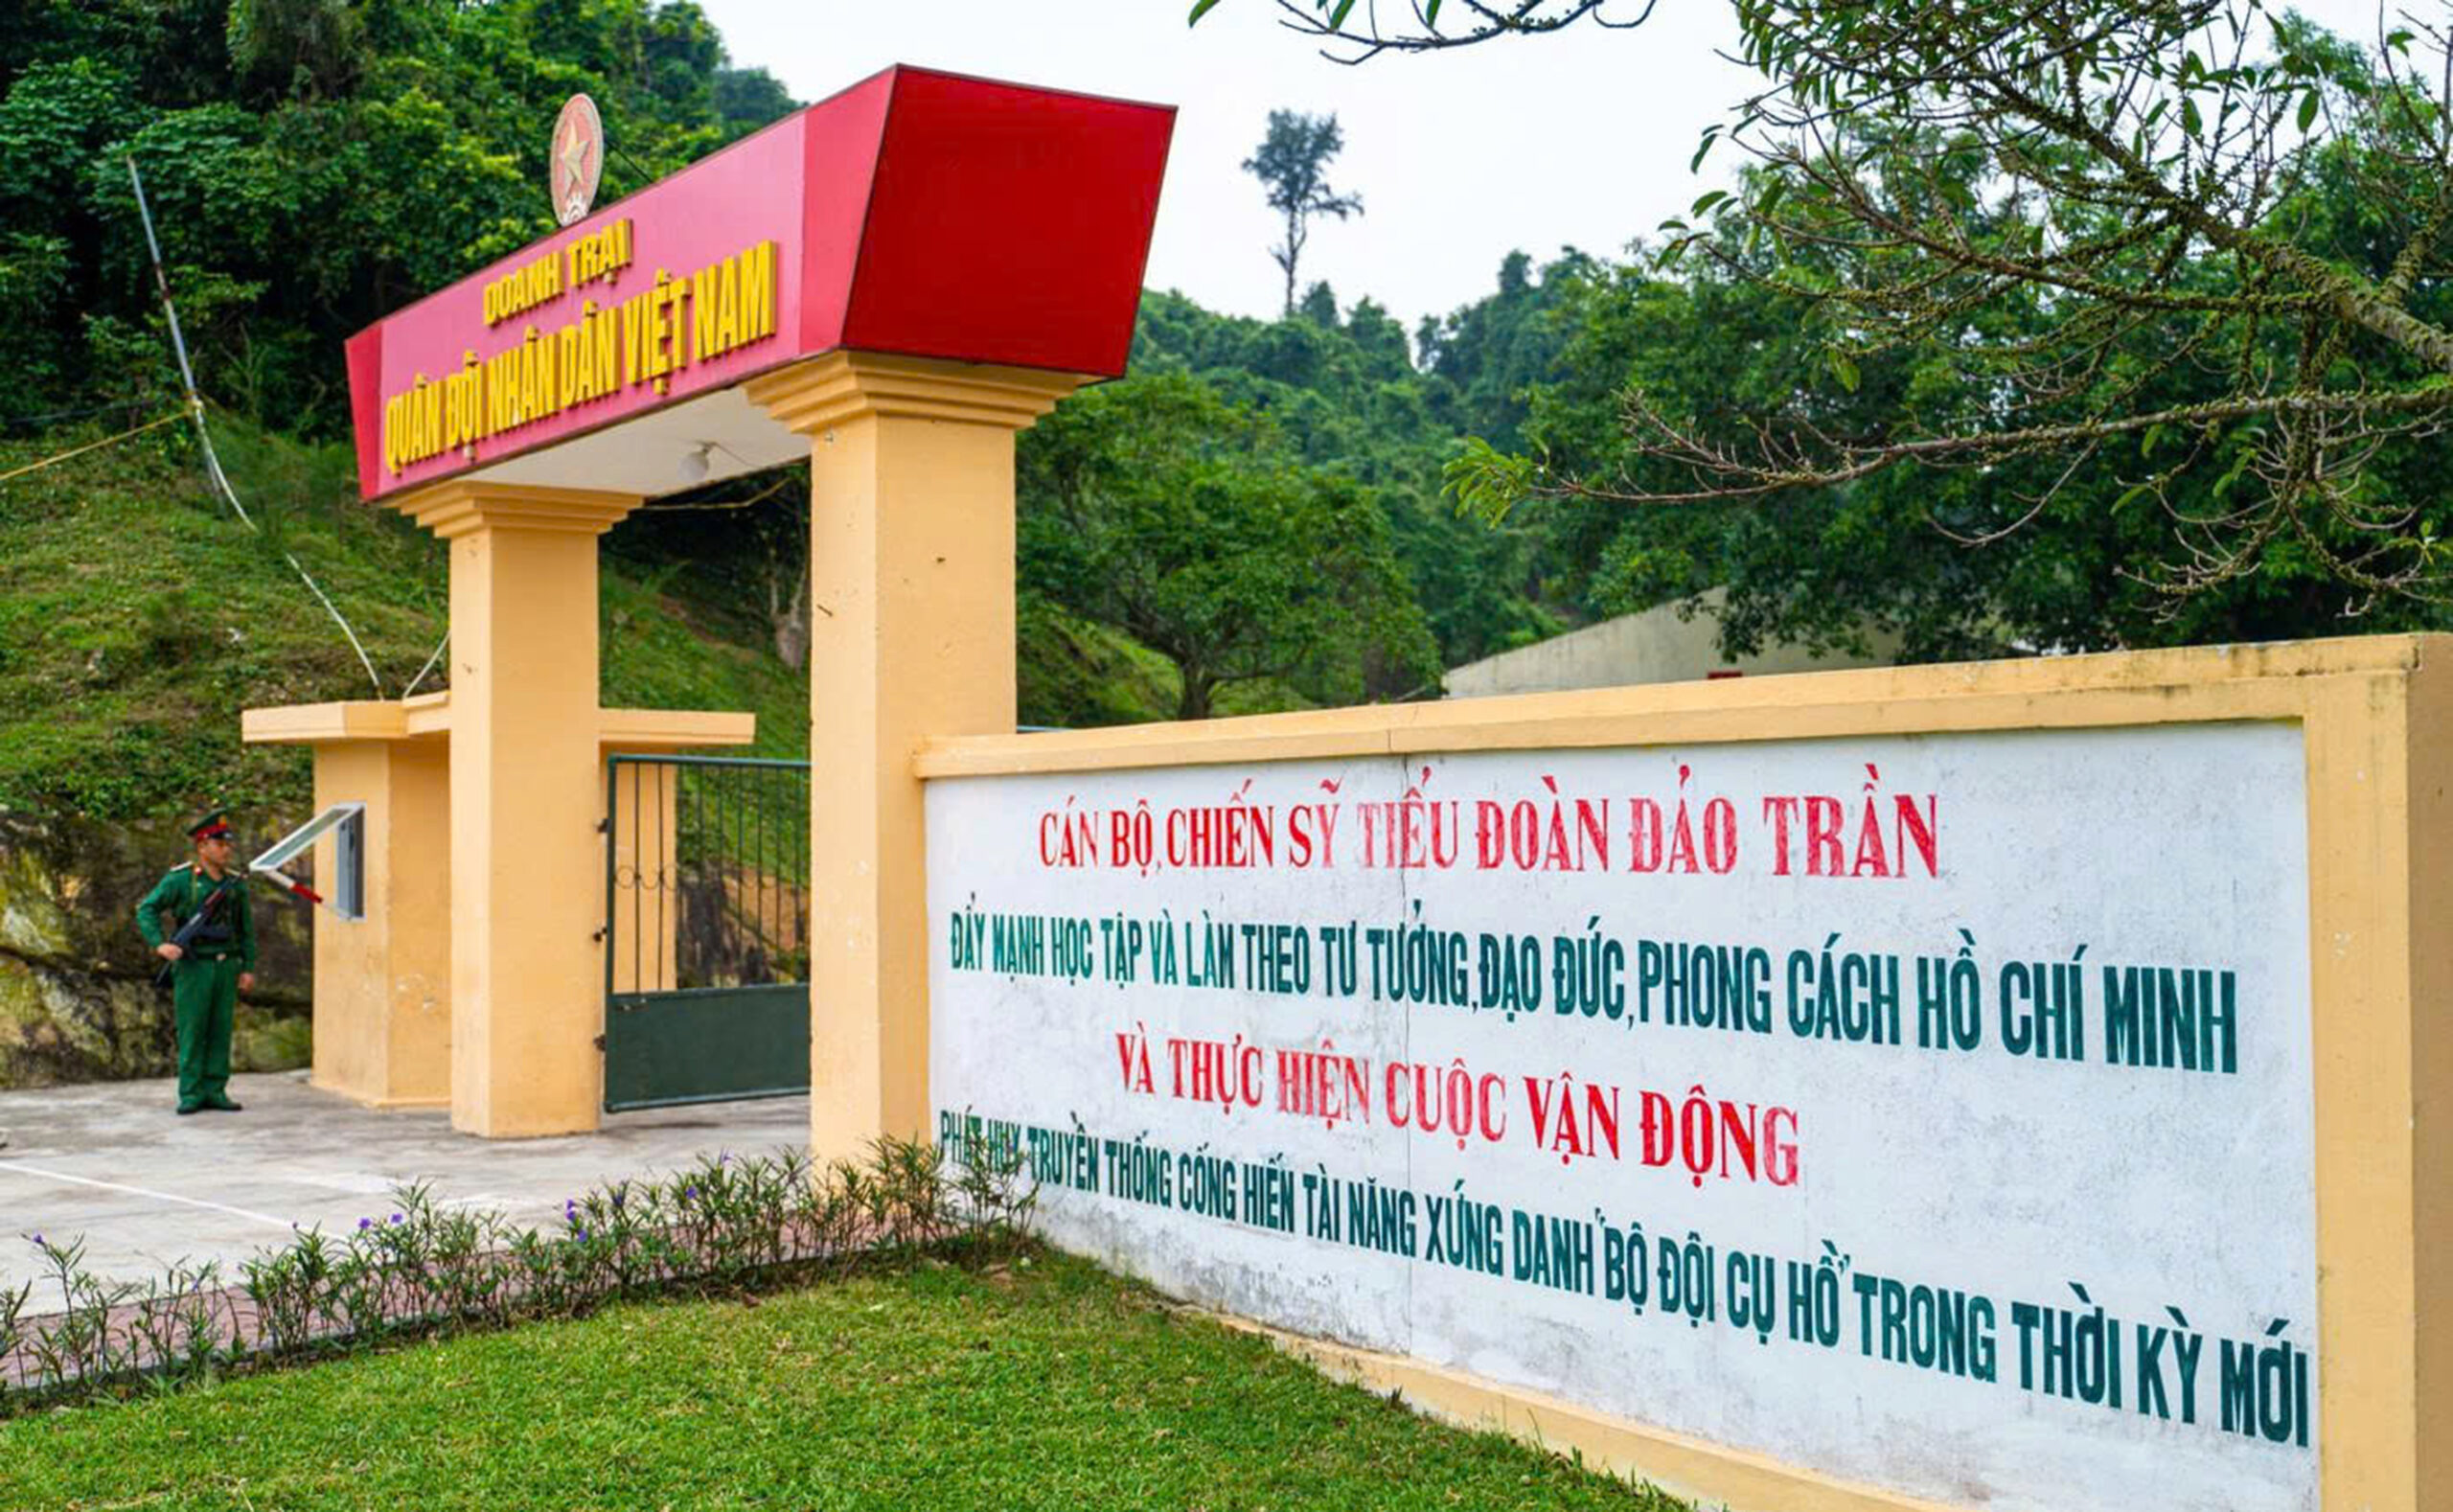 DOANH TRẠI
QUÂN ĐỘI NHÂN DÂN VIỆT NAM
CÁN BỘ, CHIẾN SỸ TIỂU ĐOÀN ĐẢO TRẦN
ĐẨY MẠNH HỌC TẬP VÀ LÀM THEO TƯ TƯỞNG, ĐẠO ĐỨC, PHONG CÁCH HỒ CHÍ MINH
VÀ THỰC HIỆN CUỘC VẬN ĐỘNG
PHÁT HUY TRUYỀN THỐNG CỐNG HIẾN TÀI NĂNG XỨNG DANH "BỘ ĐỘI CỤ HỒ" TRONG THỜI KỲ MỚI